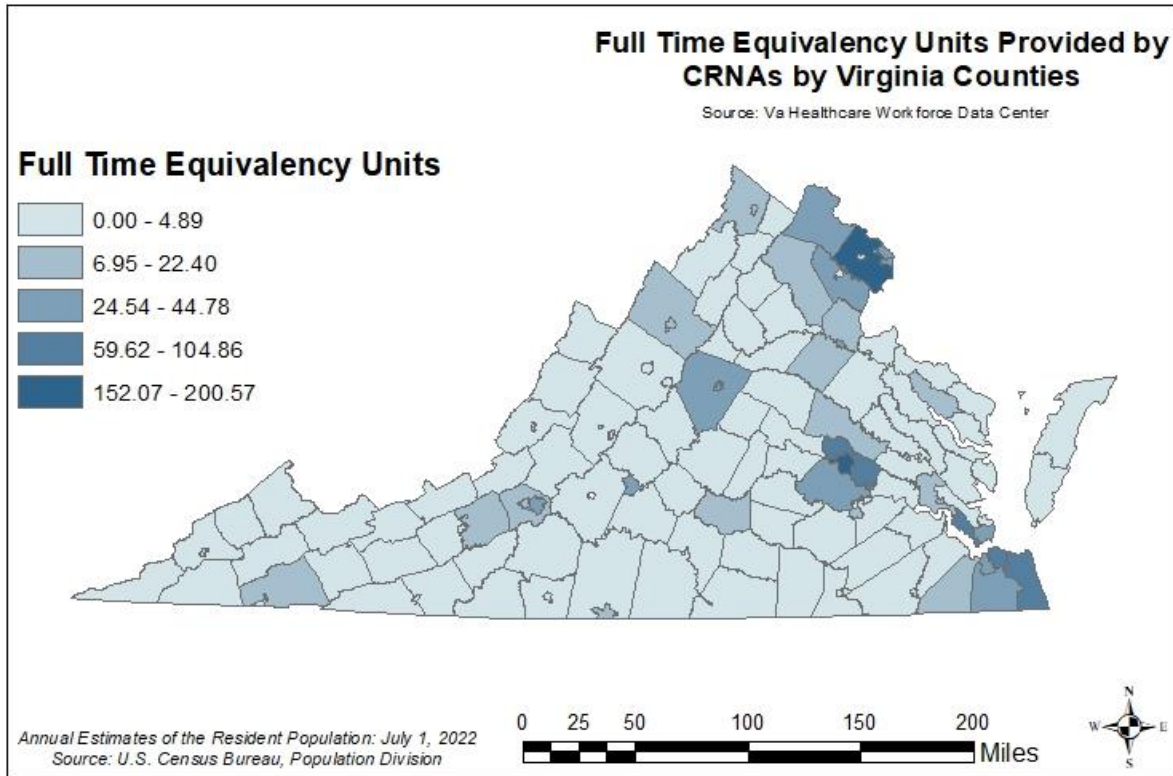 Full Time Equivalency Units Provided by
CRNAs by Virginia Counties
Source: Va Healthcare Workforce Data Center
Full Time Equivalency Units
0.00 - 4.89
6.95 - 22.40
24.54 - 44.78
59.62 - 104.86
152.07 - 200.57
Annual Estimates of the Resident Population: July 1, 2022
Source: U.S. Census Bureau, Population Division
0 25 50 100 150 200
Miles
N
W E
S